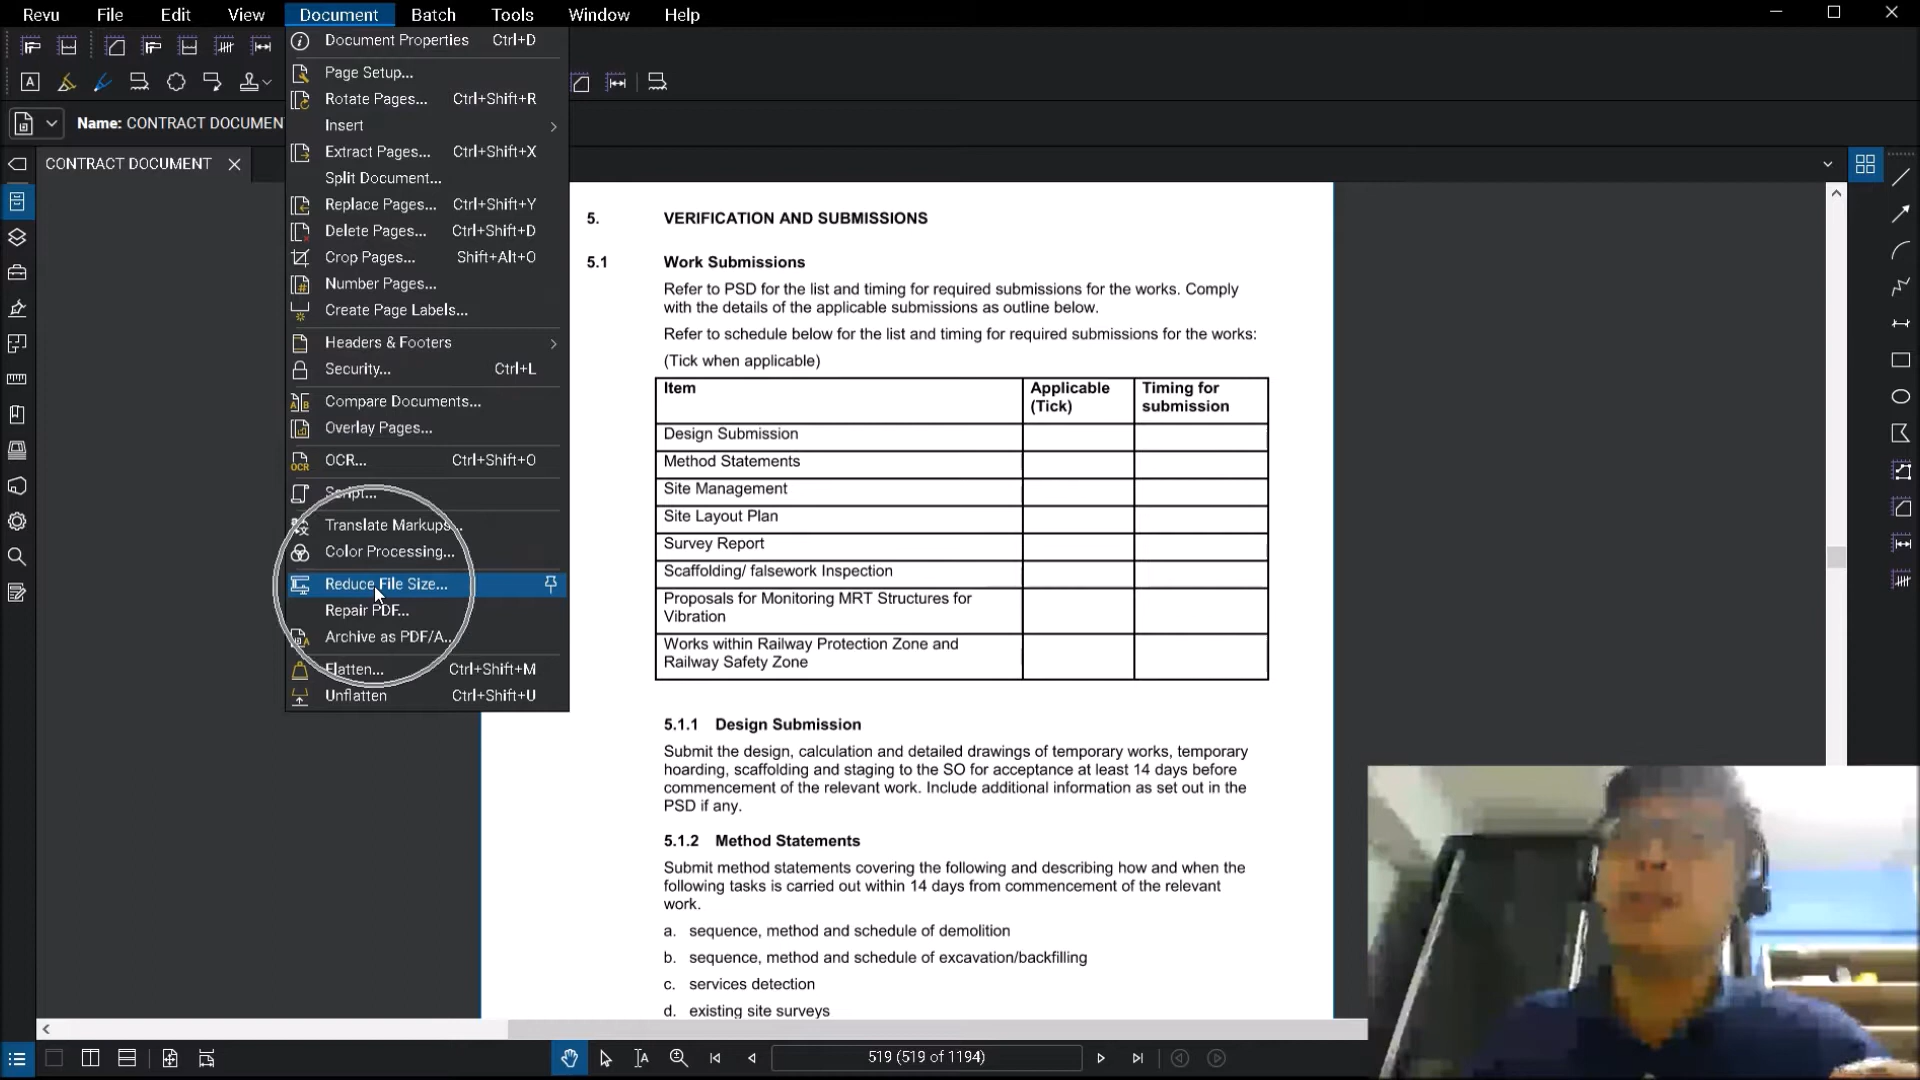 Revu File Edit View Document Batch Tools Window Help
Document Properties Ctrl+D
Page Setup...
Rotate Pages... Ctrl+Shift+R
Insert
Extract Pages... Ctrl+Shift+X
Split Document...
Replace Pages... Ctrl+Shift+Y
Delete Pages... Ctrl+Shift+D
Crop Pages... Shift+Alt+O
Number Pages...
Create Page Labels...
Headers & Footers
Security... Ctrl+L
Compare Documents...
Overlay Pages...
OCR... Ctrl+Shift+O
Script...
Translate Markups...
Color Processing...
Reduce File Size...
Repair PDF...
Archive as PDF/A...
Flatten... Ctrl+Shift+M
Unflatten Ctrl+Shift+U
Name: CONTRACT DOCUMEN
CONTRACT DOCUMENT
5. VERIFICATION AND SUBMISSIONS
5.1 Work Submissions
Refer to PSD for the list and timing for required submissions for the works. Comply
with the details of the applicable submissions as outline below.
Refer to schedule below for the list and timing for required submissions for the works:
(Tick when applicable)
Item Applicable (Tick) Timing for submission
Design Submission
Method Statements
Site Management
Site Layout Plan
Survey Report
Scaffolding/ falsework Inspection
Proposals for Monitoring MRT Structures for
Vibration
Works within Railway Protection Zone and
Railway Safety Zone
5.1.1 Design Submission
Submit the design, calculation and detailed drawings of temporary works, temporary
hoarding, scaffolding and staging to the SO for acceptance at least 14 days before
commencement of the relevant work. Include additional information as set out in the
PSD if any.
5.1.2 Method Statements
Submit method statements covering the following and describing how and when the
following tasks is carried out within 14 days from commencement of the relevant
work.
a. sequence, method and schedule of demolition
b. sequence, method and schedule of excavation/backfilling
c. services detection
d. existing site surveys
519 (519 of 1194)